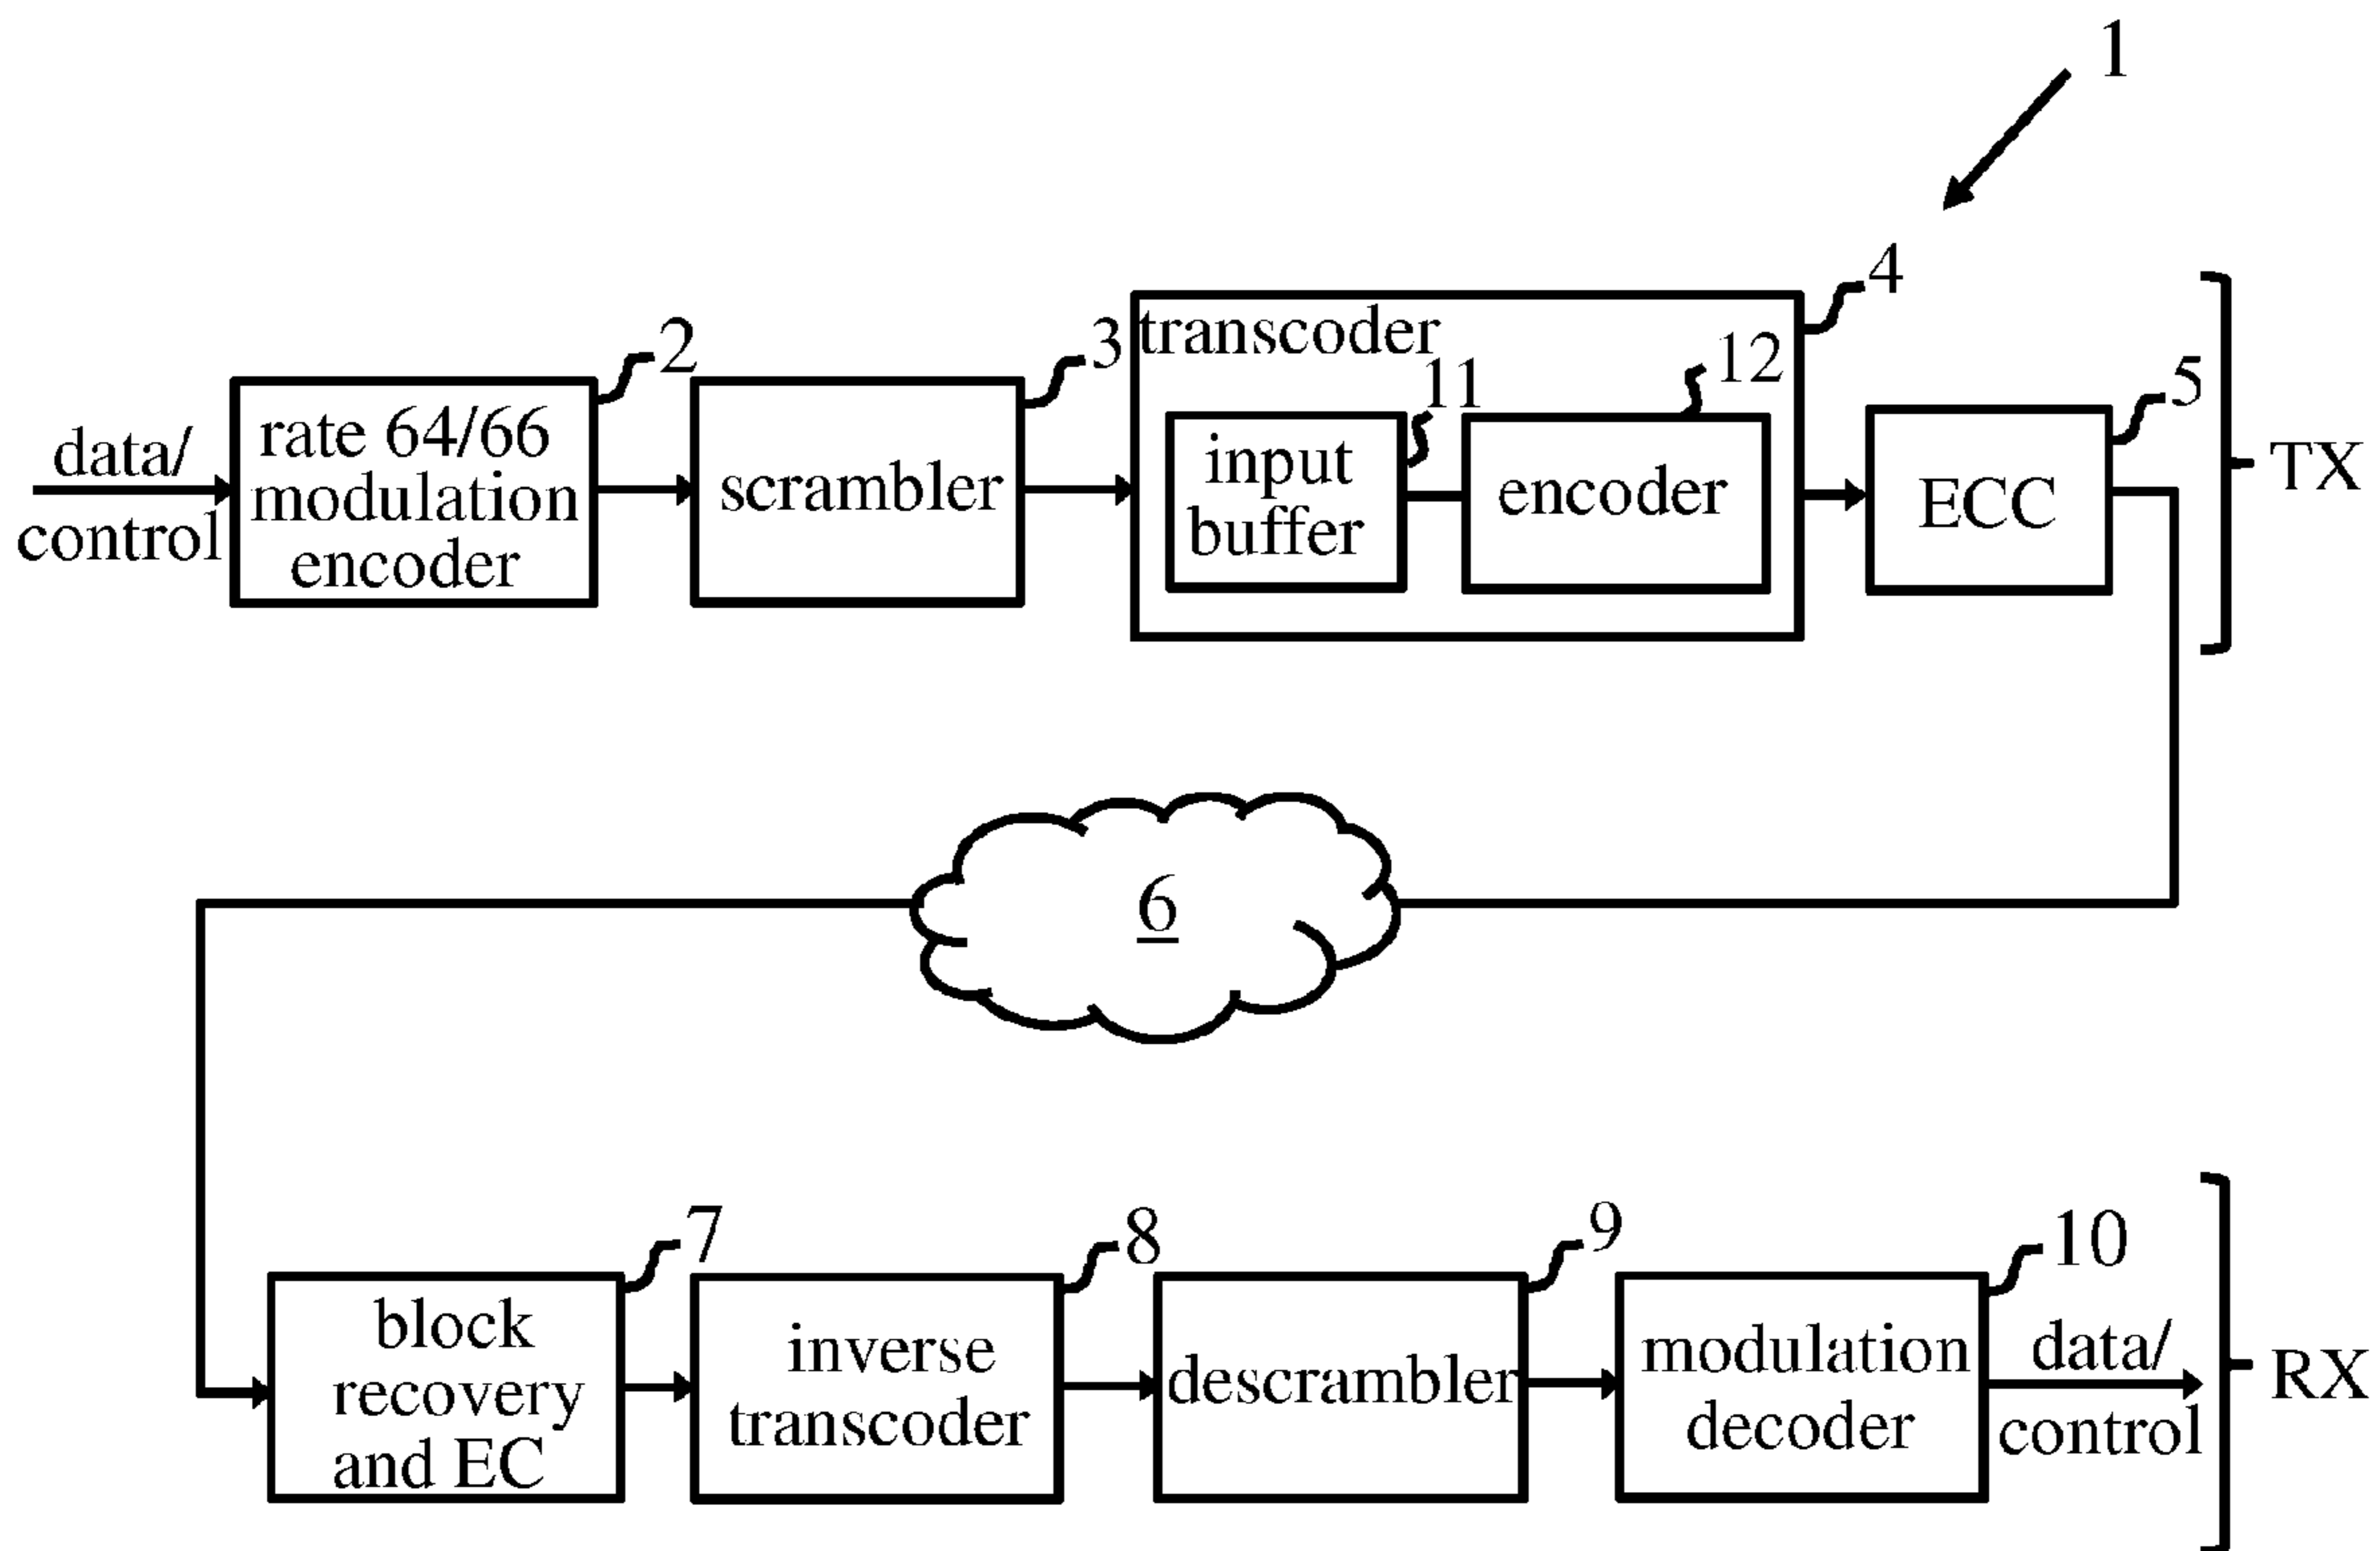 1
4
transcoder
2
3
11
12
5
data/
control
rate 64/66
modulation
encoder
scrambler
input
buffer
encoder
ECC
TX
6
7
8
9
10
block
recovery
and EC
inverse
transcoder
descrambler
modulation
decoder
data/
control
RX